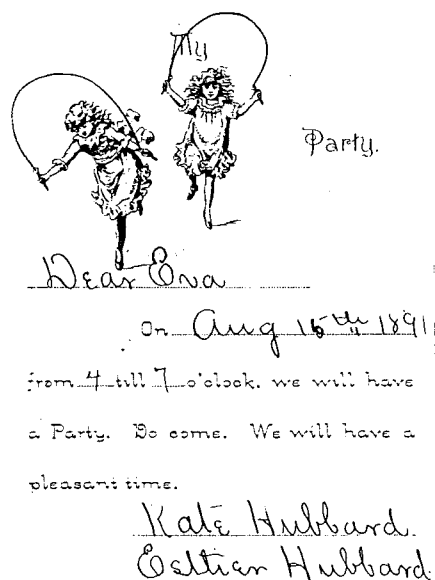 My
Party.
Dear Eva
On Aug 15th 1891
from 4 till 7 o'clock. we will have
a Party. Do come. We will have a
pleasant time.
Kate Hubbard.
Hubbard.